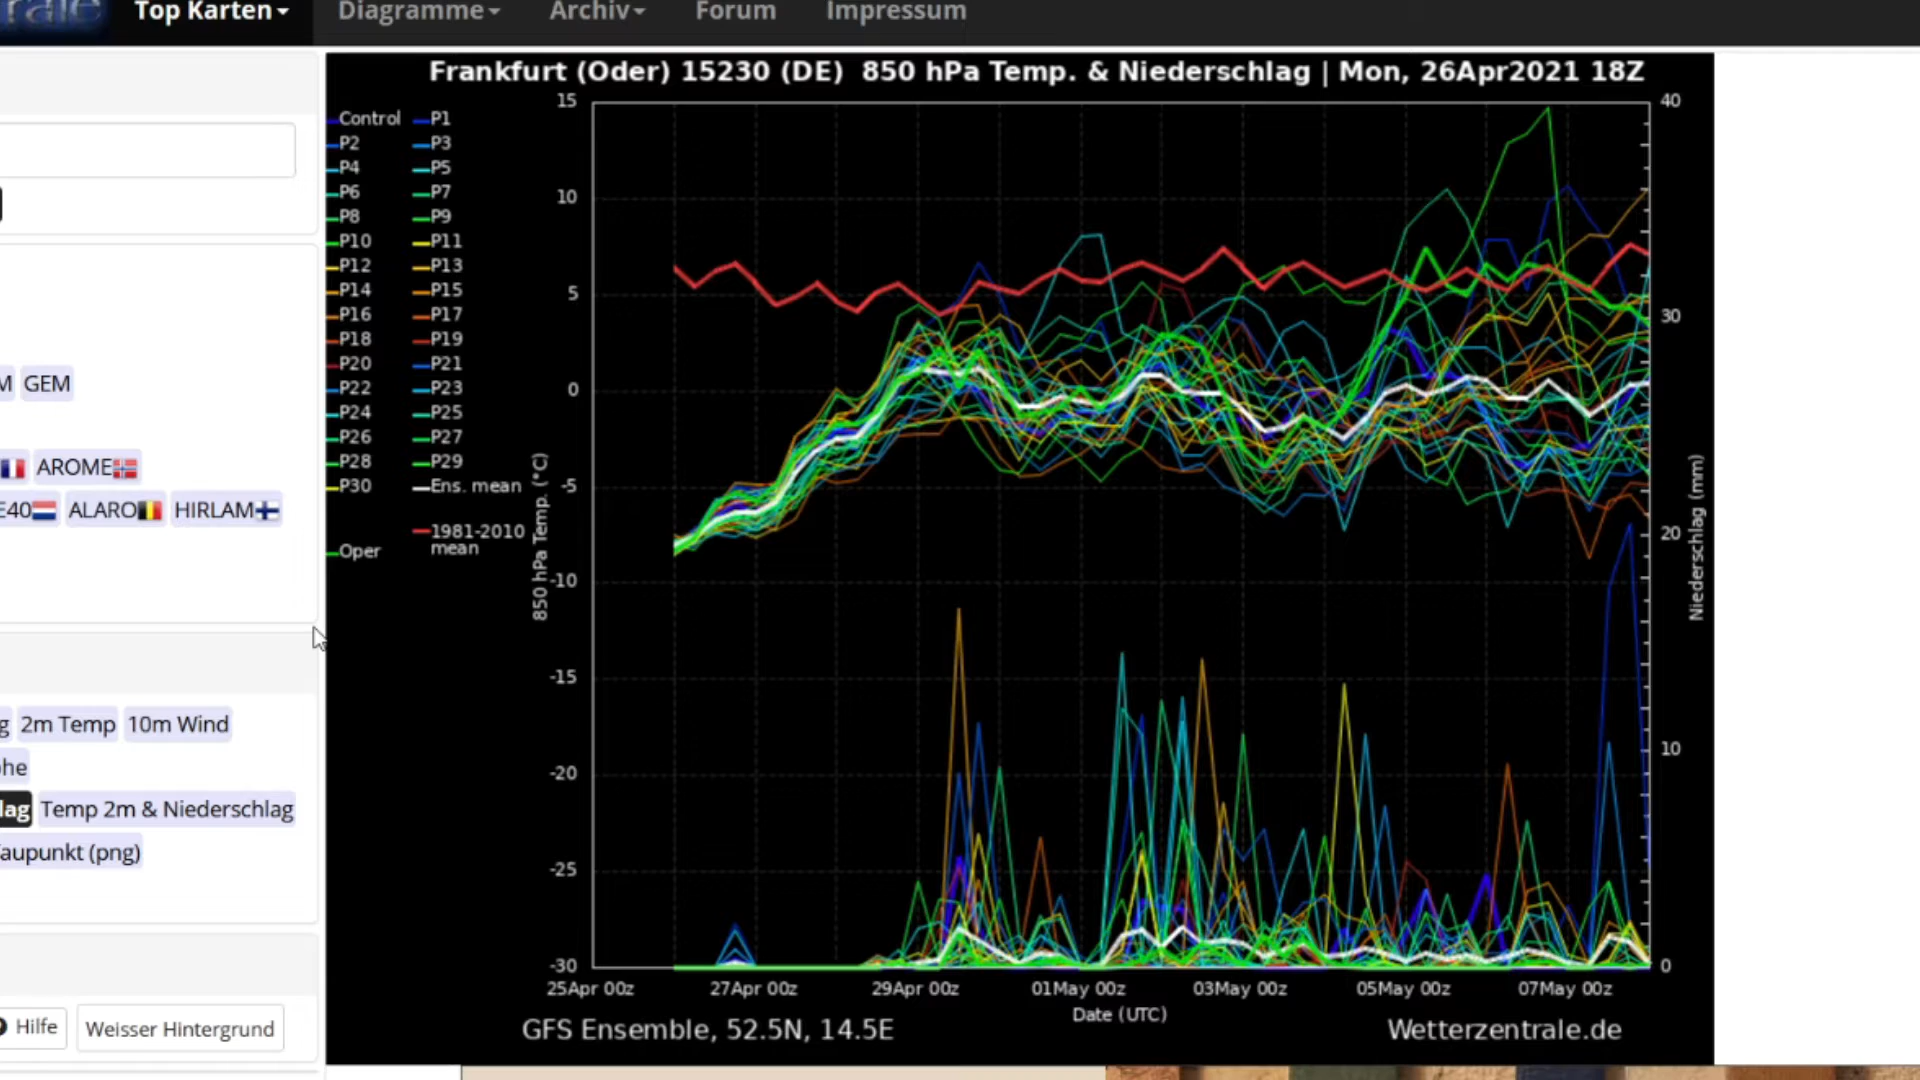 Top Karten Diagramme Archiv Forum Impressum
Frankfurt (Oder) 15230 (DE) 850 hPa Temp. & Niederschlag | Mon, 26Apr2021 18Z
Control P1
P2 P3
P4 P5
P6 P7
P8 P9
P10 P11
P12 P13
P14 P15
P16 P17
P18 P19
P20 P21
P22 P23
P24 P25
P26 P27
P28 P29
P30 Ens. mean
1981-2010
mean
Oper
850 hPa Temp. (°C)
15
10
5
0
-5
-10
-15
-20
-25
-30
40
30
20
10
0
Niederschlag (mm)
25Apr 00z 27Apr 00z 29Apr 00z 01May 00z 03May 00z 05May 00z 07May 00z
Date (UTC)
GFS Ensemble, 52.5N, 14.5E
Wetterzentrale.de
GEM
AROME
E40 ALARO HIRLAM
2m Temp 10m Wind
lag Temp 2m & Niederschlag
aupunkt (png)
Hilfe Weisser Hintergrund